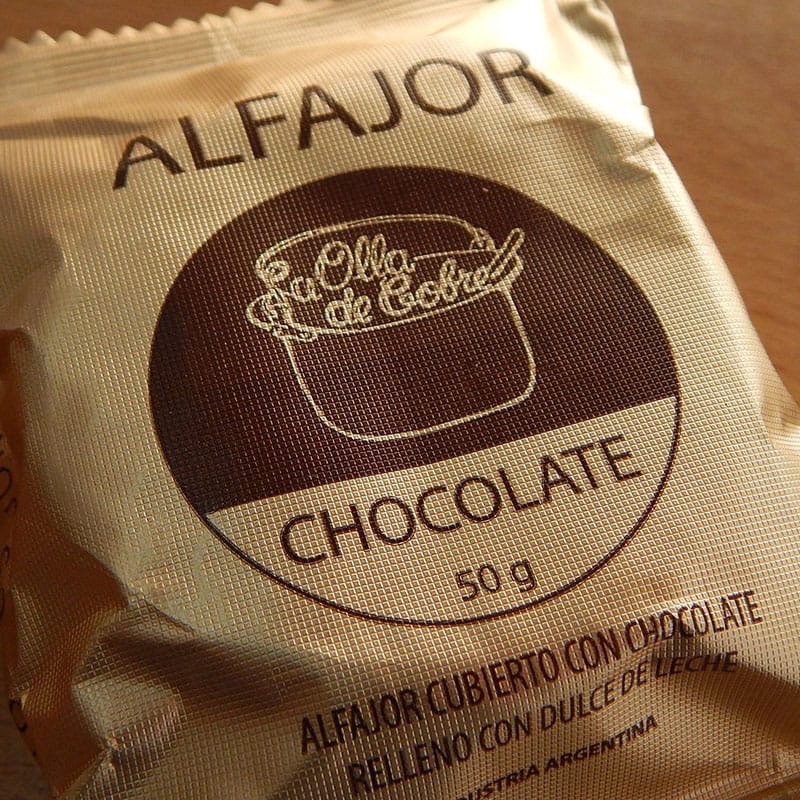 ALFAJOR
La Olla
de Cobre
CHOCOLATE
50 g
ALFAJOR CUBIERTO CON CHOCOLATE
RELLENO CON DULCE DE LECHE
INDUSTRIA ARGENTINA